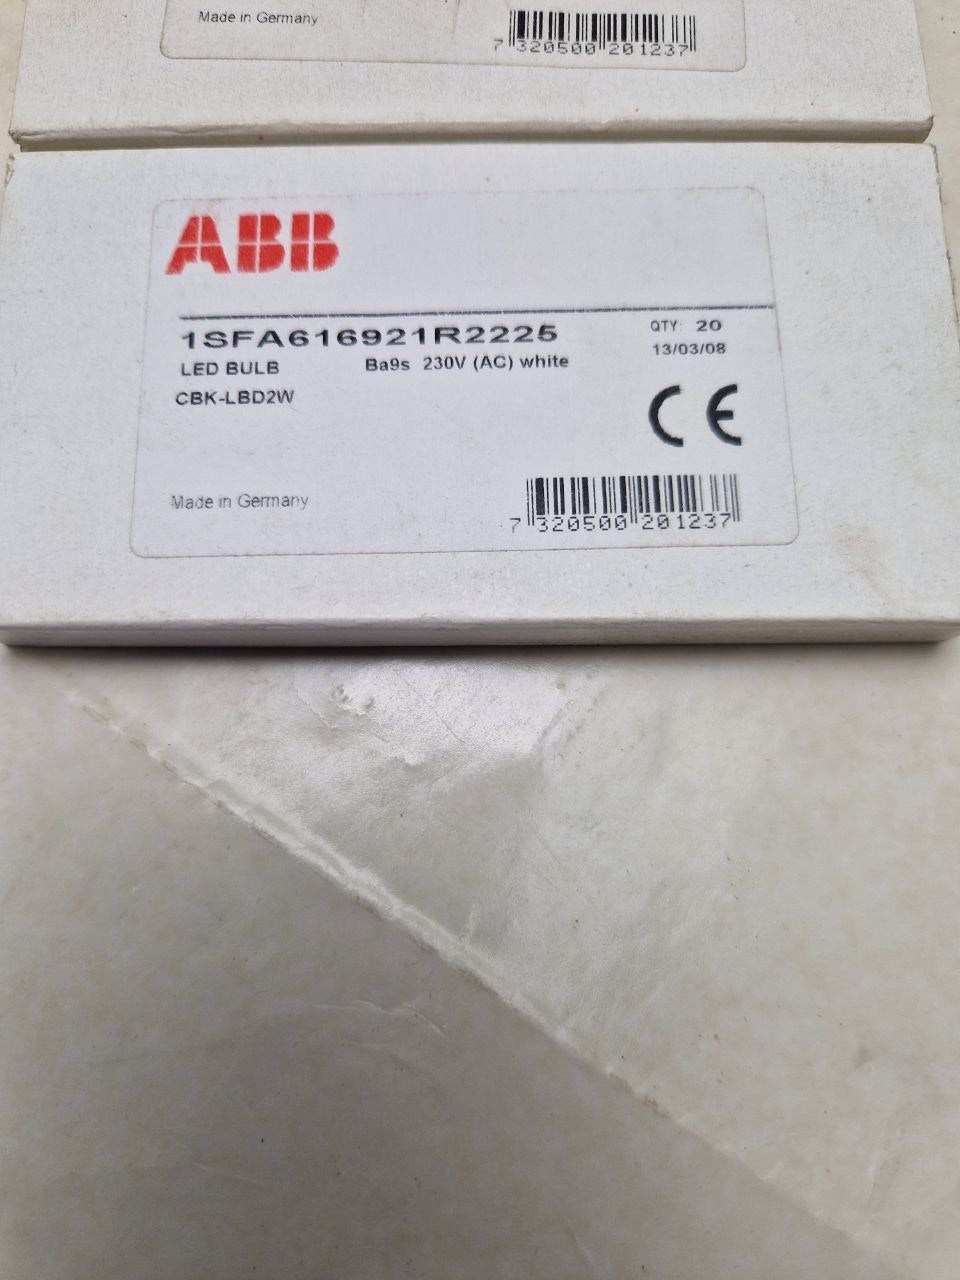 Made in Germany
7 320500 201237
ABB
1SFA616921R2225
QTY: 20
LED BULB Ba9s 230V (AC) white
13/03/08
CBK-LBD2W
CE
Made in Germany
7 320500 201237